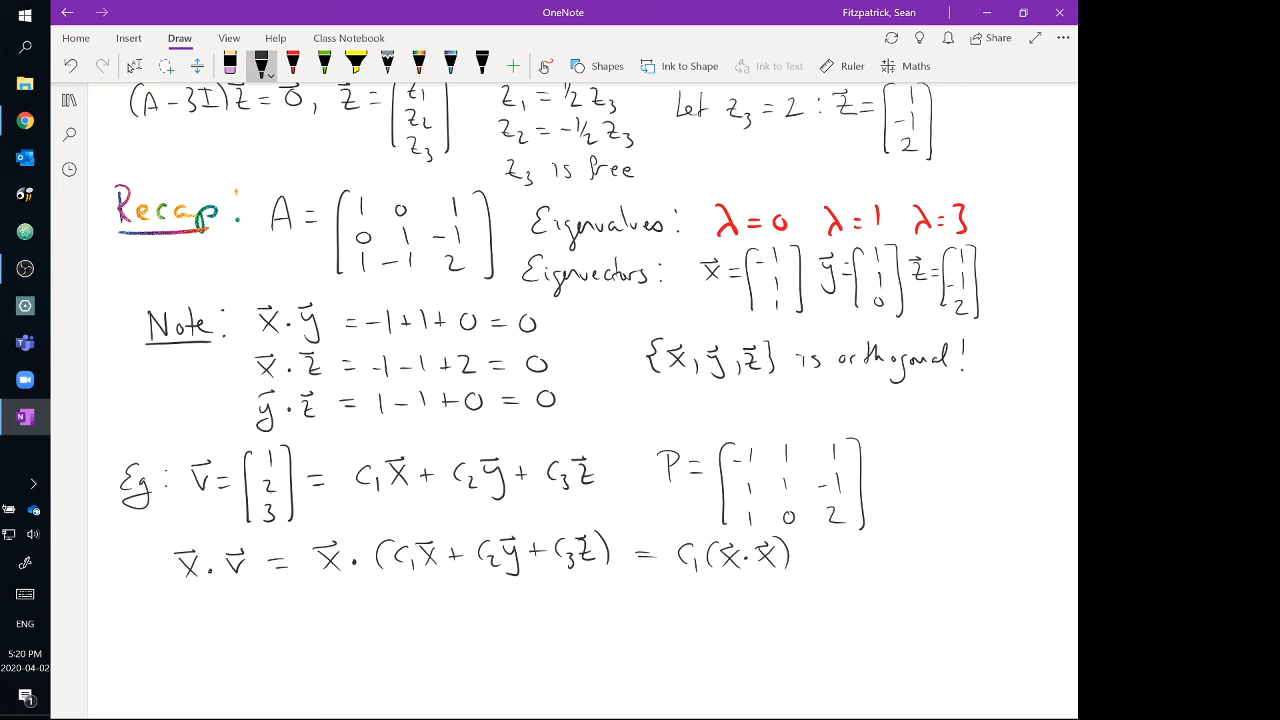 OneNote
Fitzpatrick, Sean
Home Insert Draw View Help Class Notebook Share
Shapes Ink to Shape Ink to Text Ruler Maths
(A - 3I)z⃗ = 0⃗, z⃗ = [z₁ z₂ z₃] z₁ = ½ z₃ Let z₃ = 2 : z⃗ = [1 -1 2]
z₂ = -½ z₃
z₃ is free
Recap: A = [1 0 1; 0 1 -1; 1 -1 2] Eigenvalues: λ = 0 λ = 1 λ = 3
Eigenvectors: x⃗ = [-1 1 1] y⃗ = [1 1 0] z⃗ = [1 -1 2]
Note: x⃗ · y⃗ = -1 + 1 + 0 = 0
x⃗ · z⃗ = -1 - 1 + 2 = 0 {x⃗, y⃗, z⃗} is orthogonal!
y⃗ · z⃗ = 1 - 1 + 0 = 0
Eg: v⃗ = [1 2 3] = c₁x⃗ + c₂y⃗ + c₃z⃗ P = [-1 1 1; 1 1 -1; 1 0 2]
x⃗ · v⃗ = x⃗ · (c₁x⃗ + c₂y⃗ + c₃z⃗) = c₁(x⃗ · x⃗)
ENG
5:20 PM
2020-04-02
1